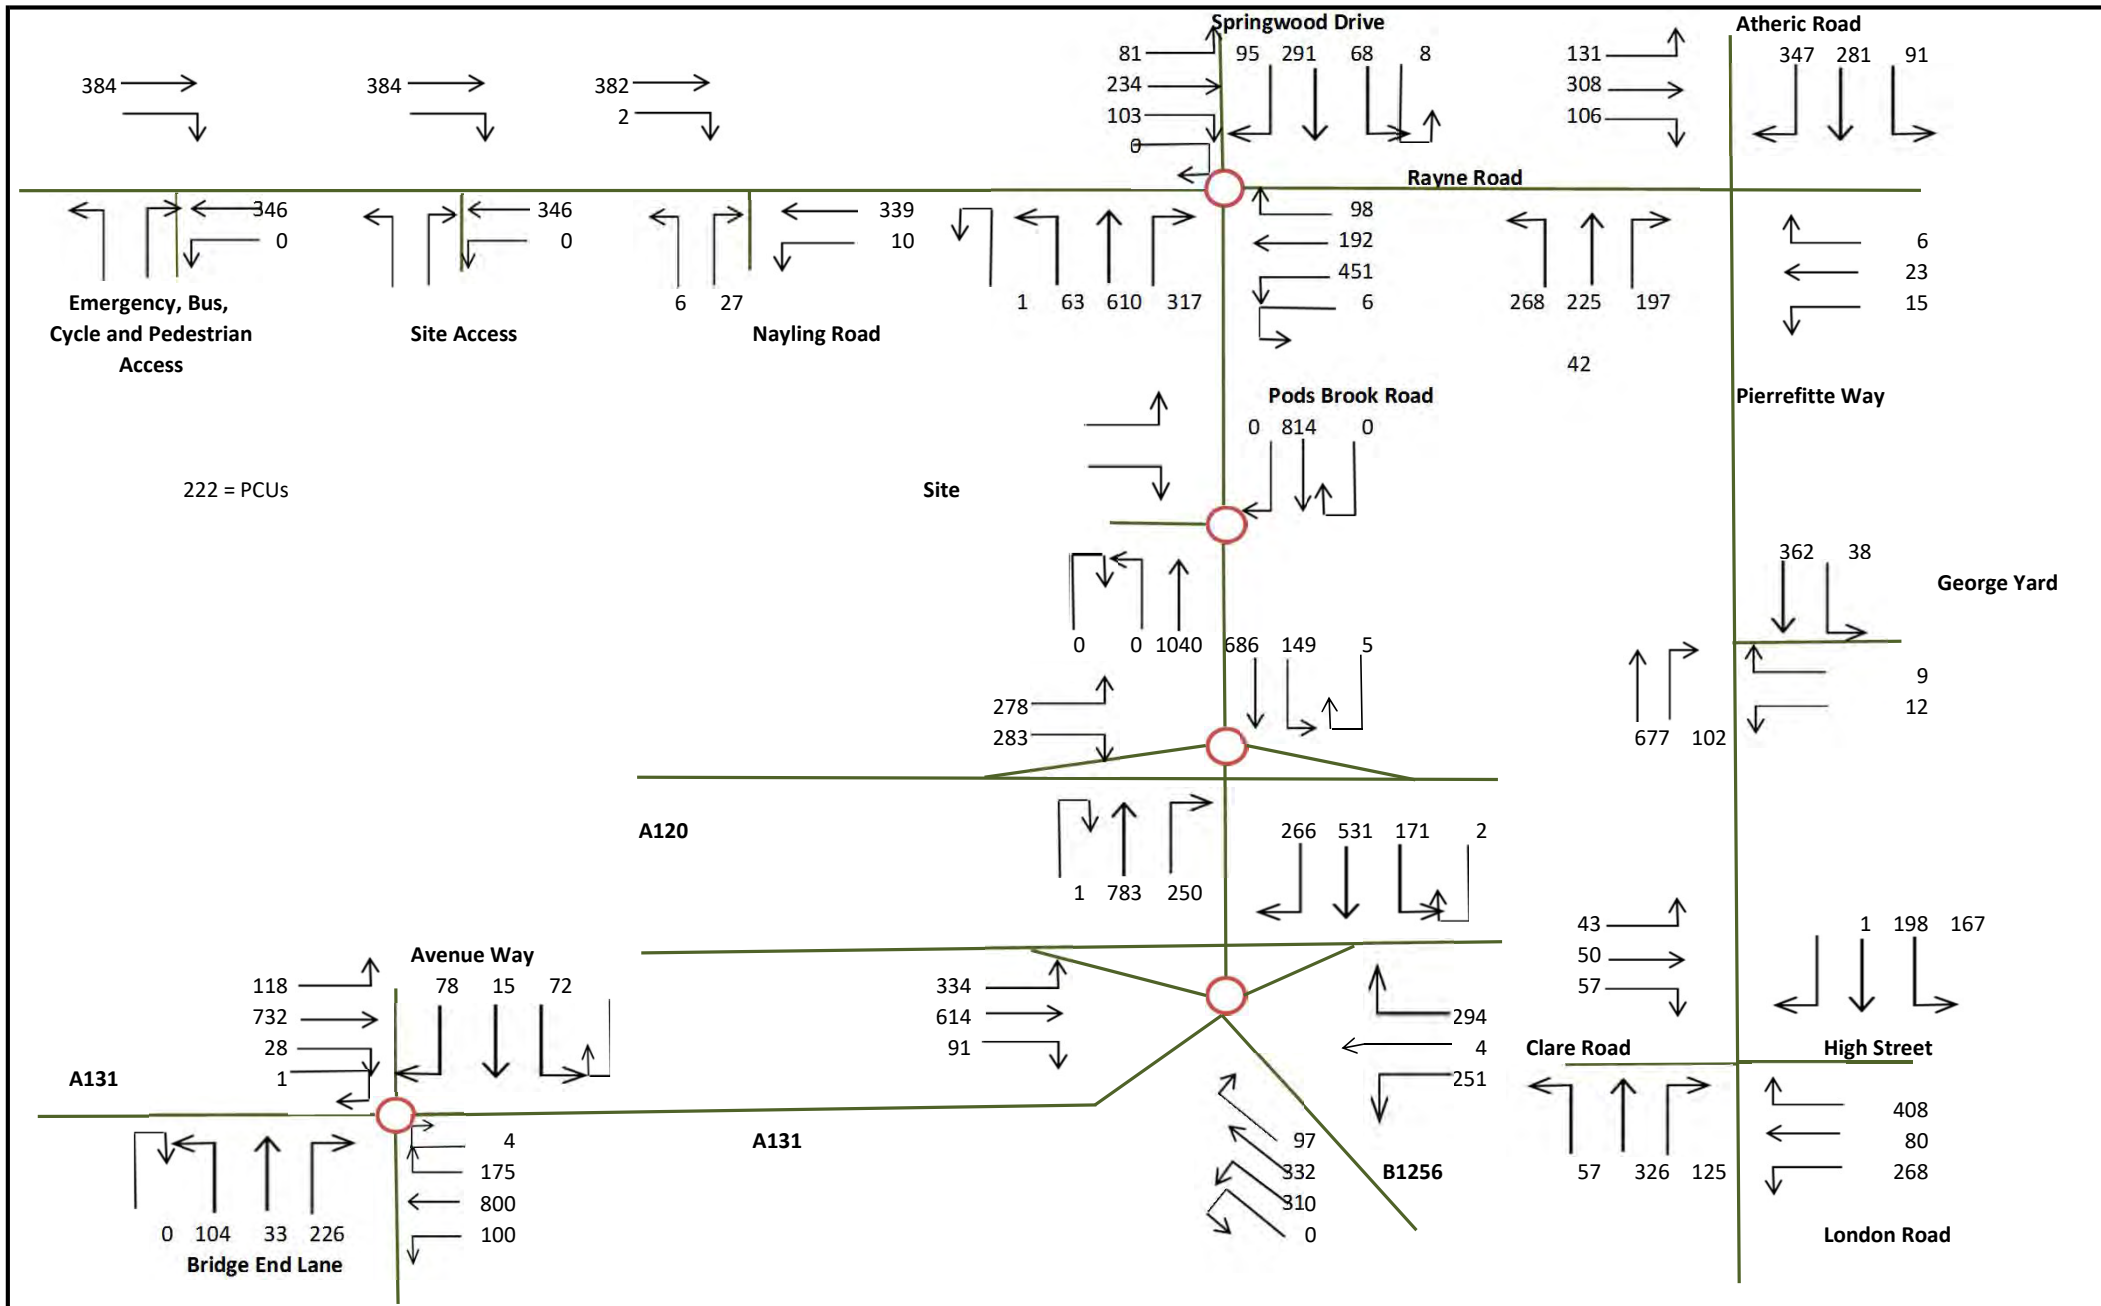 Springwood Drive
Atheric Road
81 95 291 68 8 131 347 281 91
384 384 382 234 308
2 103 106
0
Rayne Road
346 346 339 98
0 0 10 192 6
451 23
6 27 1 63 610 317 6 268 225 197 15
Emergency, Bus,
Cycle and Pedestrian
Access
Site Access
Nayling Road
42
Pods Brook Road
Pierrefitte Way
0 814 0
222 = PCUs
Site
362 38
George Yard
0 0 1040 686 149 5
9
278 12
283 677 102
A120
266 531 171 2
1 783 250
43 1 198 167
Avenue Way
50
118 78 15 72 334 57
732 614 294
28 91 4
1 251
Clare Road
High Street
A131
A131
4 97 408
175 332 80
800 310 57 326 125 268
0 104 33 226 100 0
B1256
London Road
Bridge End Lane